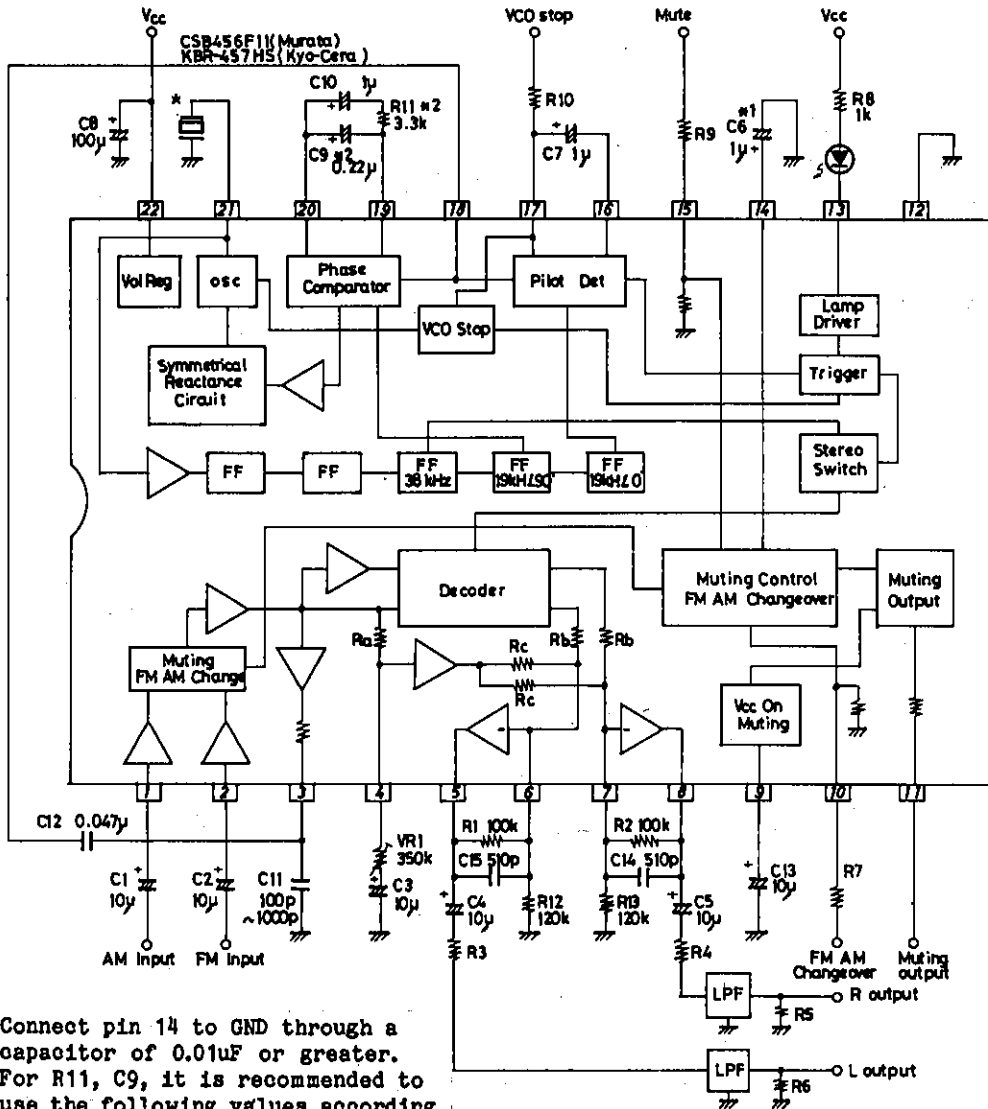 Vcc
VCO stop
Mute
Vcc
CSB456F11(Murata)
KBR-457HS(Kyo-Cera)
C10 1μ
R11 *2
3.3k
C9 *2
0.22μ
C8
100μ
*
R10
C7 1μ
R9
*1
C6
1μ
R8
1k
S
22 21 20 19 18 17 16 15 14 13 12
Vol Reg
osc
Phase
Comparator
Pilot Det
VCO Stop
Lamp
Driver
Symmetrical
Reactance
Circuit
Trigger
Stereo
Switch
FF
FF
FF
38 kHz
FF
19kH∠90
FF
19kH∠0
Decoder
Muting Control
FM AM Changeover
Muting
Output
Ra
Rb
Rb
Rc
Rc
Muting
FM AM Change
Vcc On
Muting
1 2 3 4 5 6 7 8 9 10 11
C12 0.047μ
C1
10μ
C2
10μ
C11
100p
~1000p
VR1
350k
C3
10μ
R1 100k
C15 510p
C4
10μ
R12
120k
R3
R2 100k
C14 510p
R13
120k
C5
10μ
R4
C13
10μ
R7
AM Input
FM Input
FM AM
Changeover
Muting
output
LPF
R output
R5
LPF
L output
R6
Connect pin 14 to GND through a
capacitor of 0.01uF or greater.
For R11, C9, it is recommended to
use the following values according